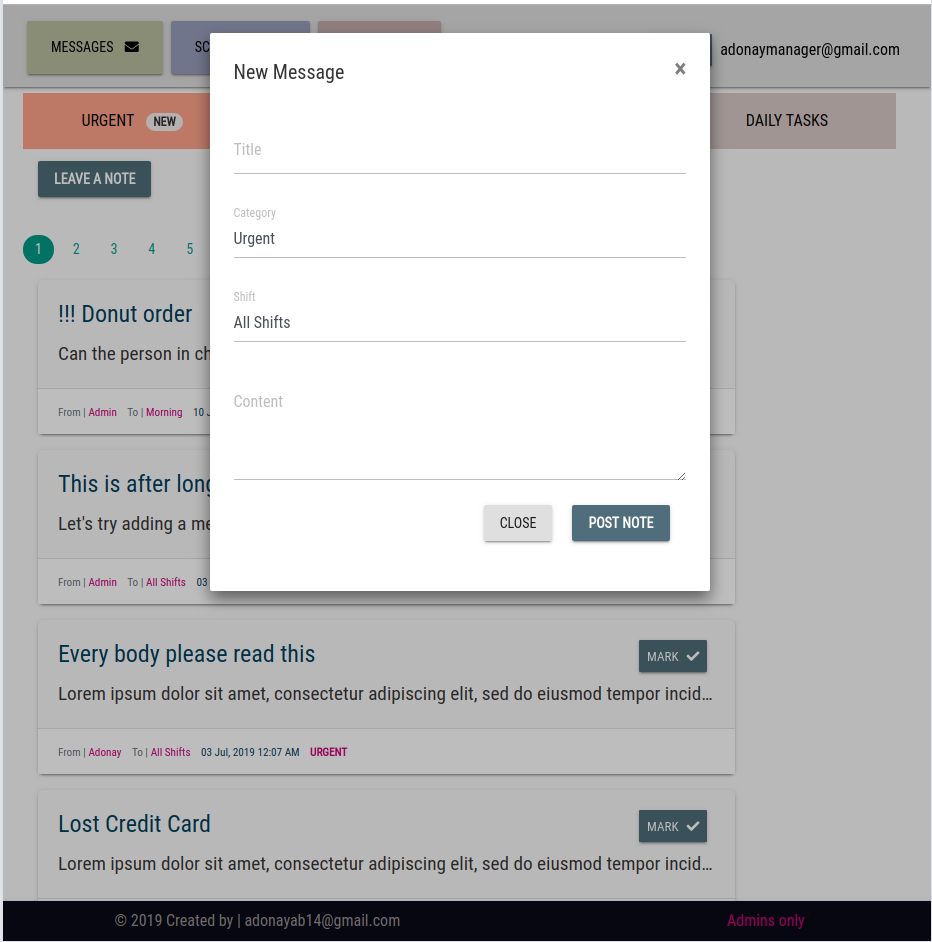 MESSAGES
SC
adonaymanager@gmail.com
New Message ×
URGENT NEW
DAILY TASKS
LEAVE A NOTE
Title
Category
Urgent
Shift
All Shifts
Content
CLOSE POST NOTE
1 2 3 4 5
!!! Donut order
Can the person in ch
From | Admin To | Morning 10 J
This is after long
Let's try adding a me
From | Admin To | All Shifts 03
Every body please read this
MARK
Lorem ipsum dolor sit amet, consectetur adipiscing elit, sed do eiusmod tempor incid...
From | Adonay To | All Shifts 03 Jul, 2019 12:07 AM URGENT
Lost Credit Card
MARK
Lorem ipsum dolor sit amet, consectetur adipiscing elit, sed do eiusmod tempor incid...
© 2019 Created by | adonayab14@gmail.com Admins only